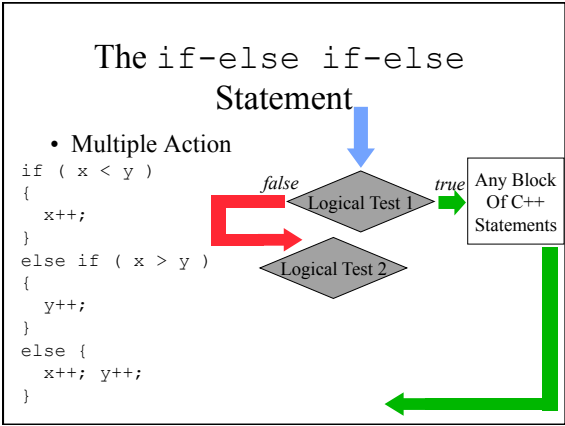 The if-else if-else
Statement
• Multiple Action
if ( x < y )
{
x++;
}
else if ( x > y )
{
y++;
}
else {
x++; y++;
}
false
Logical Test 1
true
Any Block
Of C++
Statements
Logical Test 2